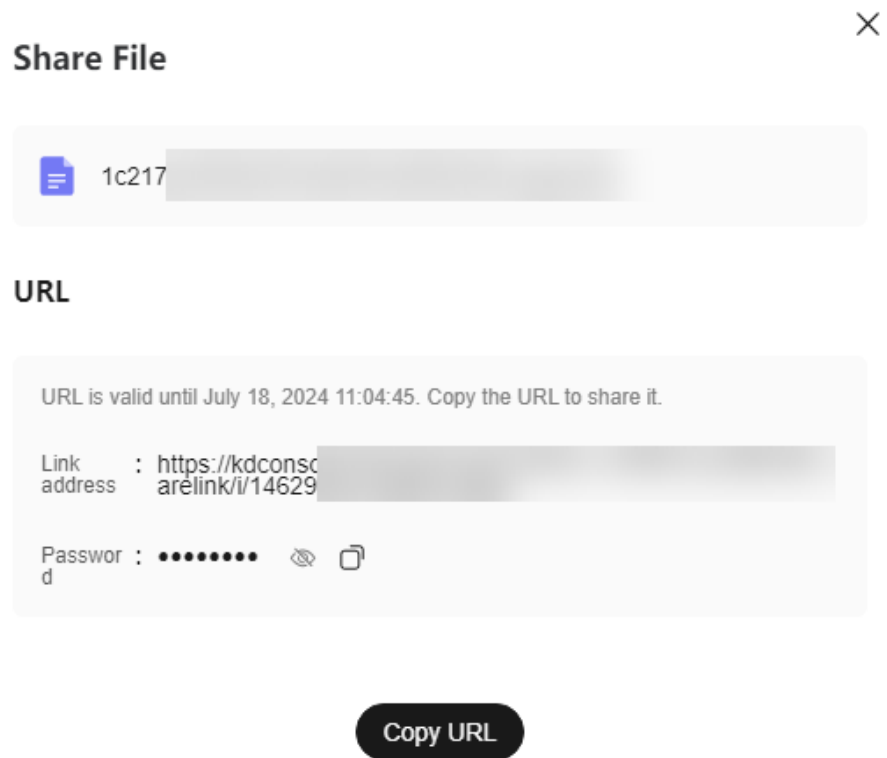 Share File
1c217
URL
URL is valid until July 18, 2024 11:04:45. Copy the URL to share it.
Link address : https://kdconsc
arelink/i/14629
Password : ••••••••
Copy URL